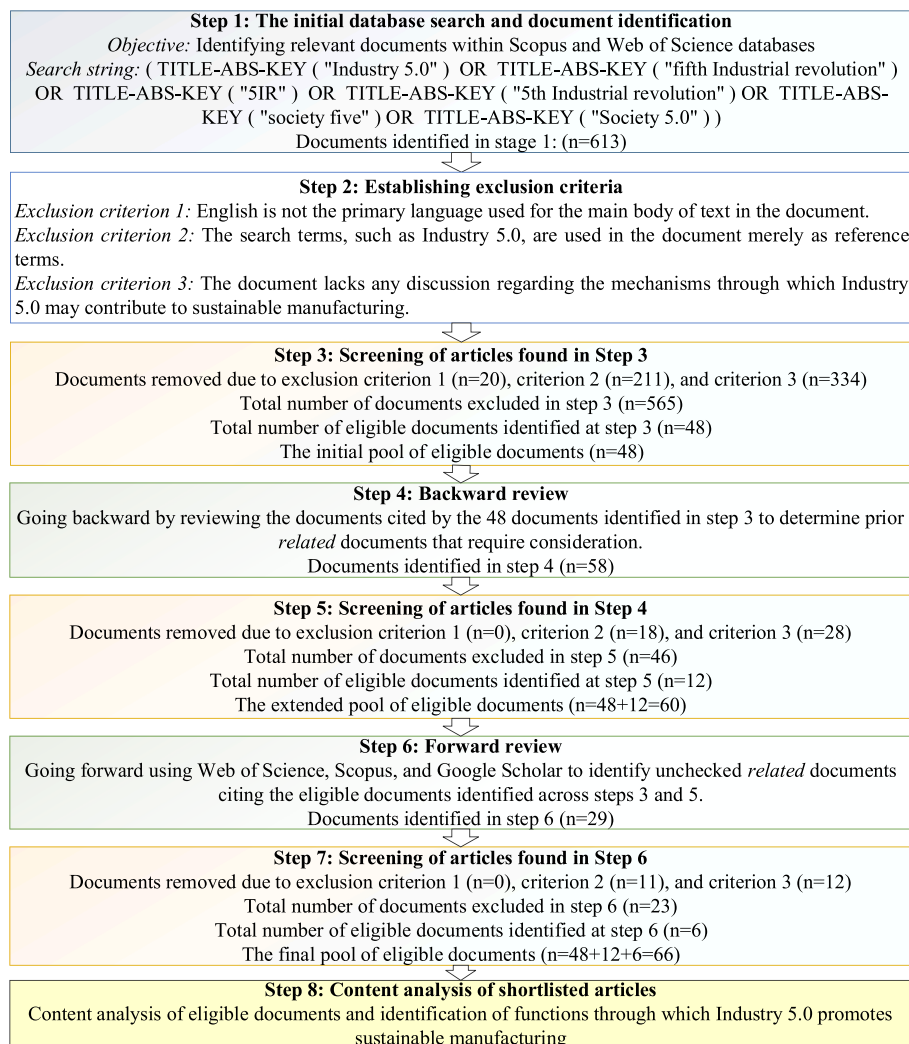 Step 1: The initial database search and document identification
Objective: Identifying relevant documents within Scopus and Web of Science databases
Search string: ( TITLE-ABS-KEY ( "Industry 5.0" )  OR  TITLE-ABS-KEY ( "fifth Industrial revolution" )
OR  TITLE-ABS-KEY ( "5IR" )  OR  TITLE-ABS-KEY ( "5th Industrial revolution" ) OR  TITLE-ABS-
KEY ( "society five" ) OR  TITLE-ABS-KEY ( "Society 5.0" ) )
Documents identified in stage 1: (n=613)
Step 2: Establishing exclusion criteria
Exclusion criterion 1: English is not the primary language used for the main body of text in the document.
Exclusion criterion 2: The search terms, such as Industry 5.0, are used in the document merely as reference
terms.
Exclusion criterion 3: The document lacks any discussion regarding the mechanisms through which Industry
5.0 may contribute to sustainable manufacturing.
Step 3: Screening of articles found in Step 3
Documents removed due to exclusion criterion 1 (n=20), criterion 2 (n=211), and criterion 3 (n=334)
Total number of documents excluded in step 3 (n=565)
Total number of eligible documents identified at step 3 (n=48)
The initial pool of eligible documents (n=48)
Step 4: Backward review
Going backward by reviewing the documents cited by the 48 documents identified in step 3 to determine prior
related documents that require consideration.
Documents identified in step 4 (n=58)
Step 5: Screening of articles found in Step 4
Documents removed due to exclusion criterion 1 (n=0), criterion 2 (n=18), and criterion 3 (n=28)
Total number of documents excluded in step 5 (n=46)
Total number of eligible documents identified at step 5 (n=12)
The extended pool of eligible documents (n=48+12=60)
Step 6: Forward review
Going forward using Web of Science, Scopus, and Google Scholar to identify unchecked related documents
citing the eligible documents identified across steps 3 and 5.
Documents identified in step 6 (n=29)
Step 7: Screening of articles found in Step 6
Documents removed due to exclusion criterion 1 (n=0), criterion 2 (n=11), and criterion 3 (n=12)
Total number of documents excluded in step 6 (n=23)
Total number of eligible documents identified at step 6 (n=6)
The final pool of eligible documents (n=48+12+6=66)
Step 8: Content analysis of shortlisted articles
Content analysis of eligible documents and identification of functions through which Industry 5.0 promotes
sustainable manufacturing